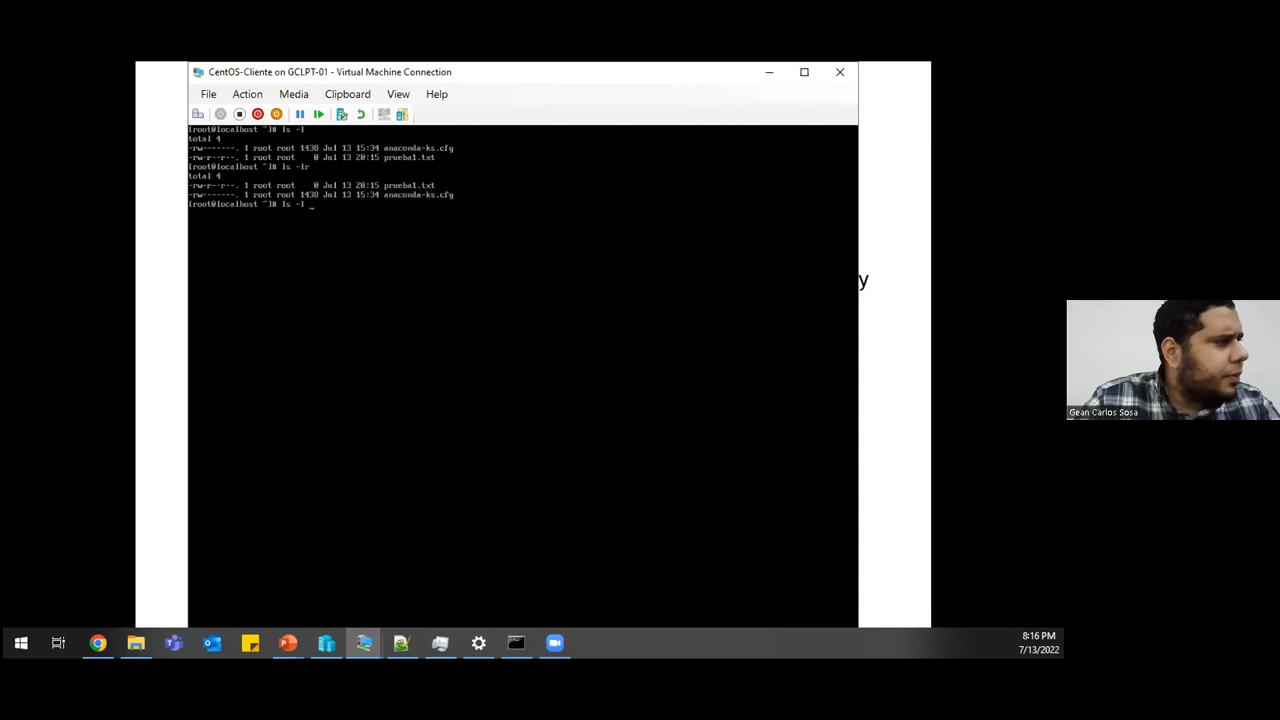 CentOS-Cliente on GCLPT-01 - Virtual Machine Connection
File Action Media Clipboard View Help
[root@localhost ~]# ls -l
total 4
-rw-------. 1 root root 1438 Jul 13 15:34 anaconda-ks.cfg
-rw-r--r--. 1 root root    0 Jul 13 20:15 prueba1.txt
[root@localhost ~]# ls -lr
total 4
-rw-r--r--. 1 root root    0 Jul 13 20:15 prueba1.txt
-rw-------. 1 root root 1438 Jul 13 15:34 anaconda-ks.cfg
[root@localhost ~]# ls -l _
y
Gean Carlos Sosa
8:16 PM
7/13/2022